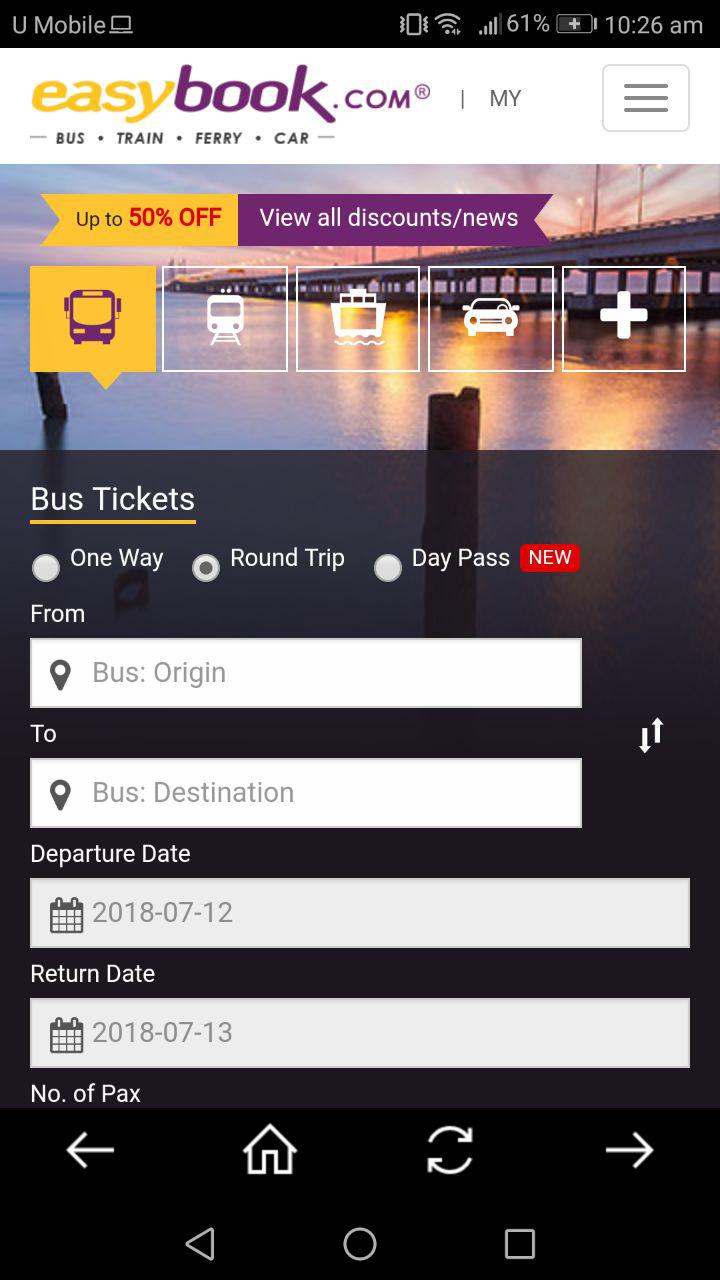 U Mobile 61% 10:26 am
easybook.COM® | MY
BUS • TRAIN • FERRY • CAR
Up to 50% OFF View all discounts/news
Bus Tickets
One Way Round Trip Day Pass NEW
From
Bus: Origin
To
Bus: Destination
Departure Date
2018-07-12
Return Date
2018-07-13
No. of Pax